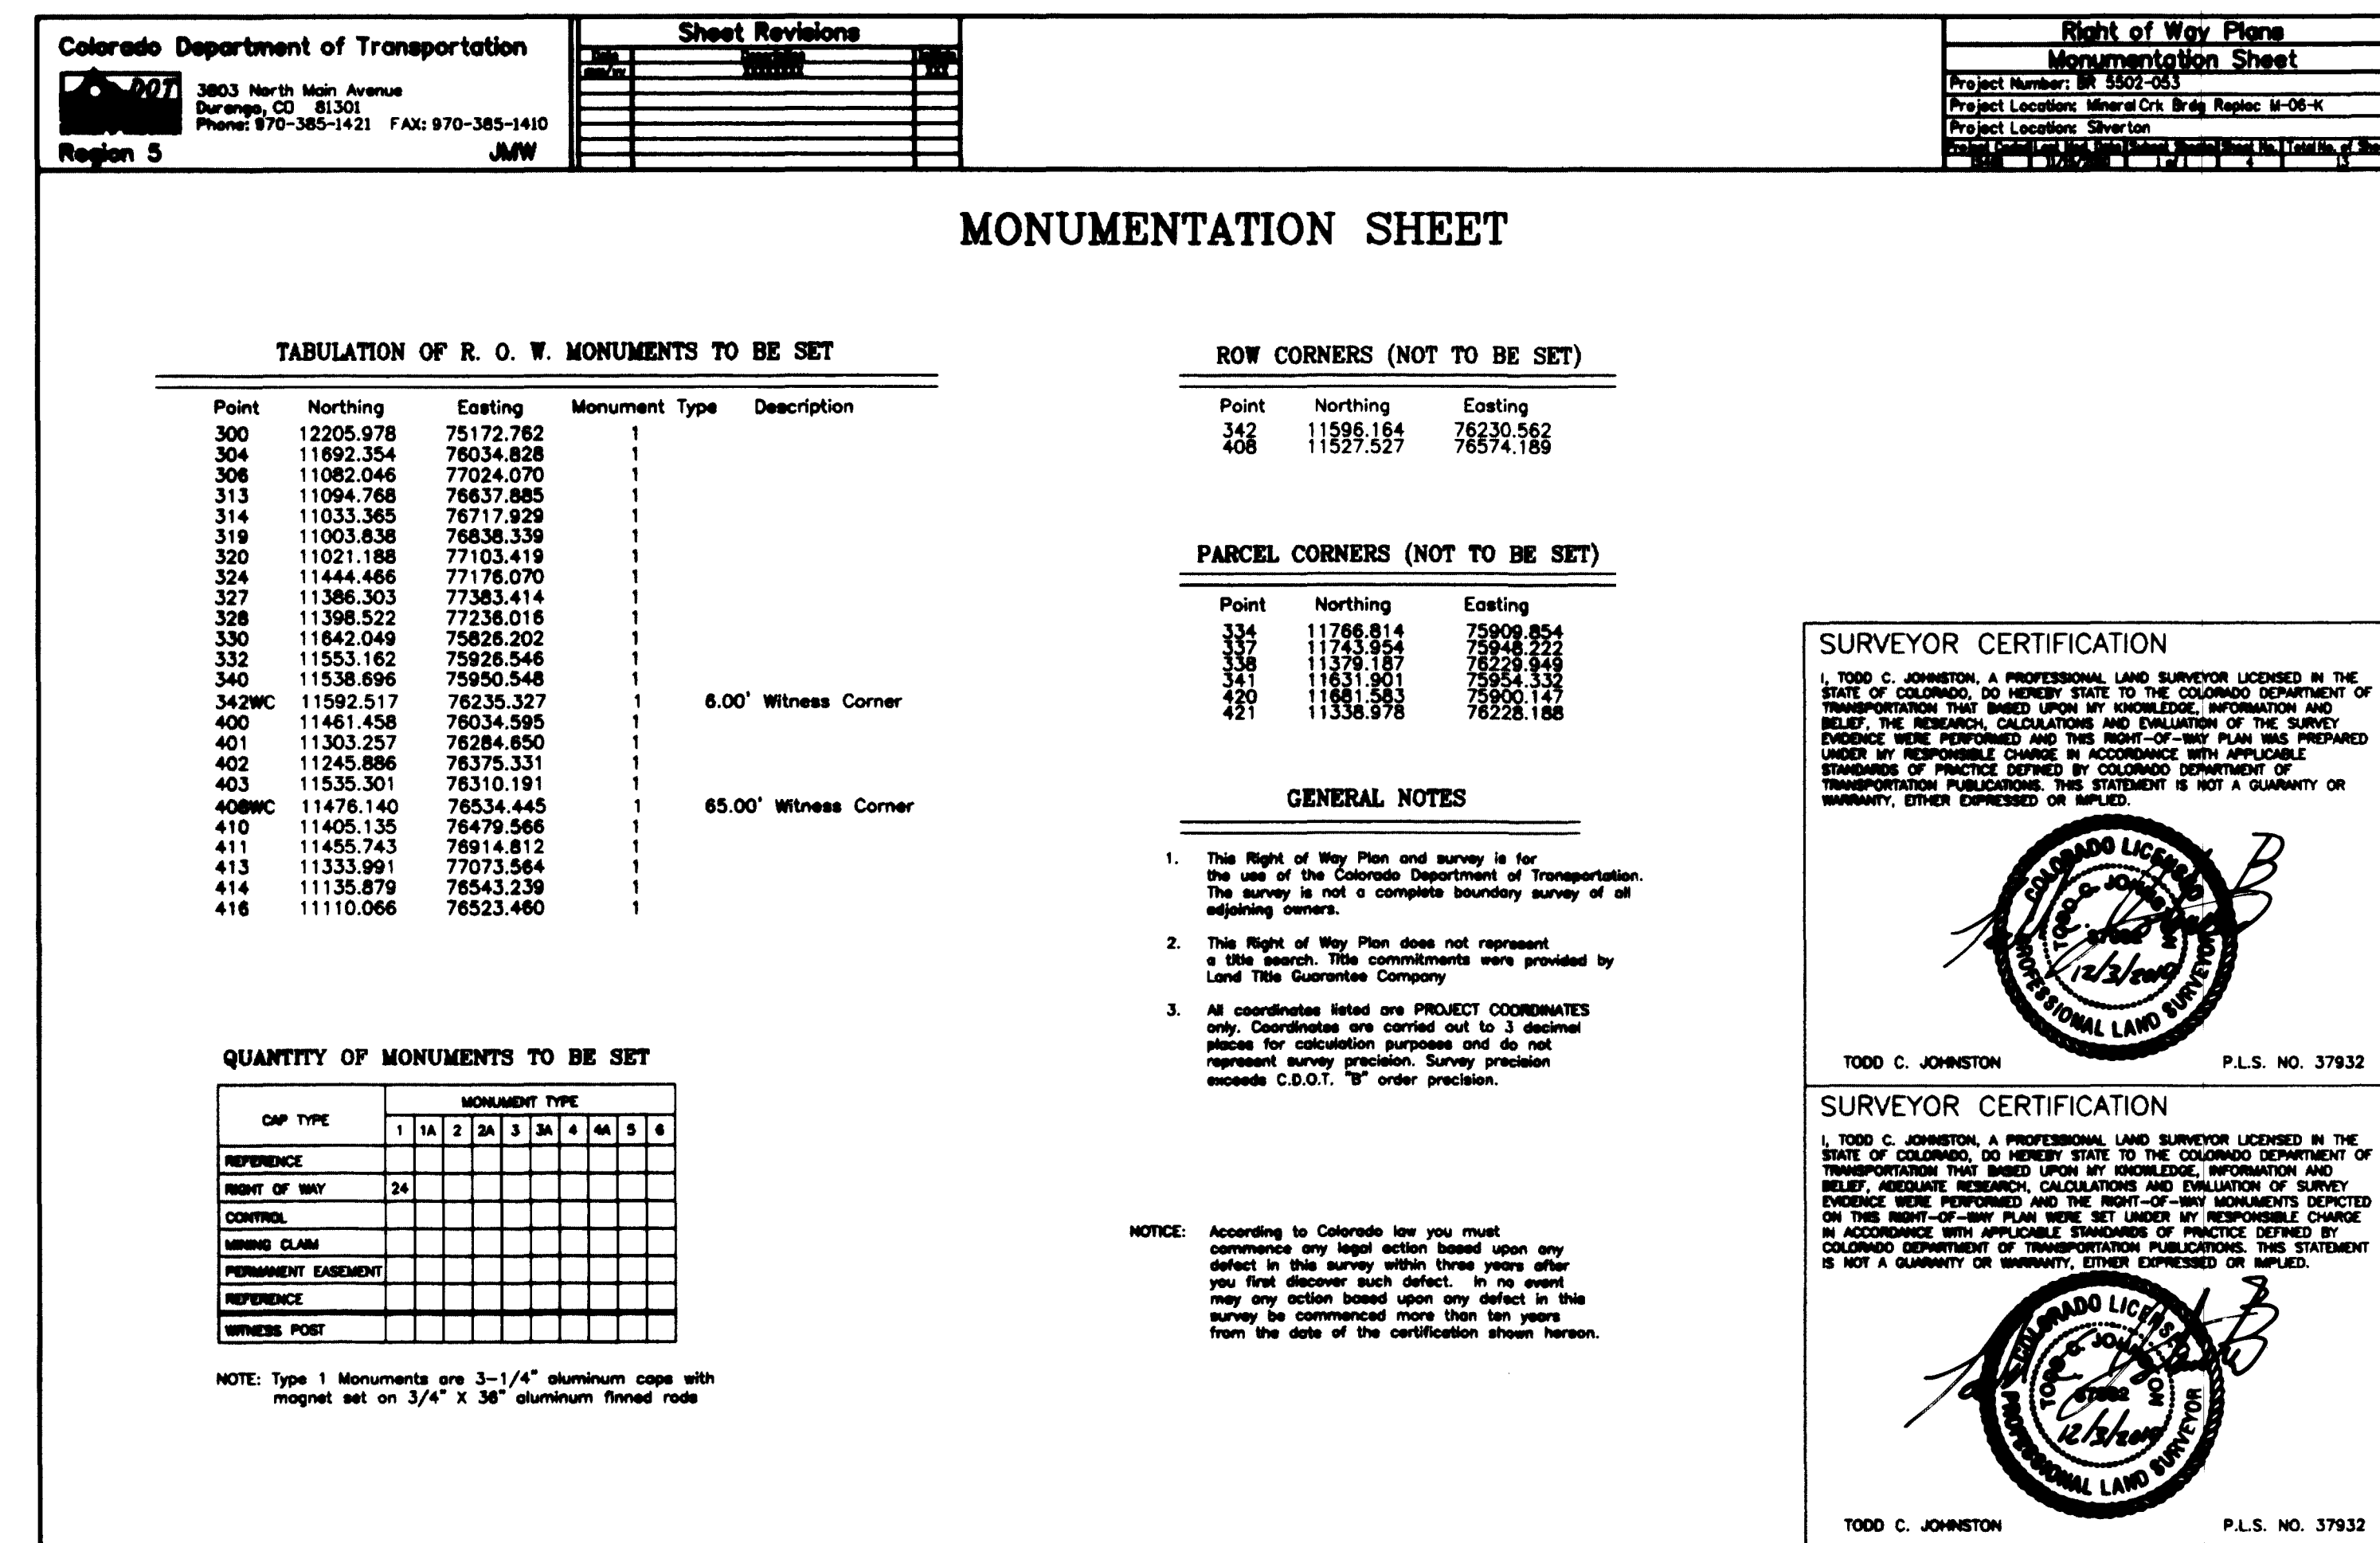 Colorado Department of Transportation
DOT
3803 North Main Avenue
Durango, CO 81301
Phone: 970-385-1421 FAX: 970-385-1410
Region 5 JMW
Sheet Revisions
Right of Way Plans
Monumentation Sheet
Project Number: BR 5502-053
Project Location: Mineral Crk Brdg Replac M-06-K
Project Location: Silverton
MONUMENTATION SHEET
TABULATION OF R. O. W. MONUMENTS TO BE SET
Point Northing Easting Monument Type Description
300 12205.978 75172.762 1
304 11692.354 76034.828 1
306 11082.046 77024.070 1
313 11094.768 76637.885 1
314 11033.365 76717.929 1
319 11003.838 76838.339 1
320 11021.188 77103.419 1
324 11444.466 77176.070 1
327 11386.303 77383.414 1
328 11398.522 77236.016 1
330 11642.049 75826.202 1
332 11553.162 75926.546 1
340 11538.696 75950.548 1
342WC 11592.517 76235.327 1 6.00' Witness Corner
400 11461.458 76034.595 1
401 11303.257 76284.650 1
402 11245.886 76375.331 1
403 11535.301 76310.191 1
408WC 11476.140 76534.445 1 65.00' Witness Corner
410 11405.135 76479.566 1
411 11455.743 76914.812 1
413 11333.991 77073.564 1
414 11135.879 76543.239 1
416 11110.066 76523.460 1
QUANTITY OF MONUMENTS TO BE SET
CAP TYPE MONUMENT TYPE
1 1A 2 2A 3 3A 4 4A 5 6
REFERENCE
RIGHT OF WAY 24
CONTROL
MINING CLAIM
PERMANENT EASEMENT
REFERENCE
WITNESS POST
NOTE: Type 1 Monuments are 3-1/4" aluminum caps with
magnet set on 3/4" X 36" aluminum finned rods
ROW CORNERS (NOT TO BE SET)
Point Northing Easting
342 11596.164 76230.562
408 11527.527 76574.189
PARCEL CORNERS (NOT TO BE SET)
Point Northing Easting
334 11766.814 75909.854
337 11743.954 75948.222
338 11379.187 76229.949
341 11631.901 75954.332
420 11681.583 75900.147
421 11338.978 76228.188
GENERAL NOTES
1. This Right of Way Plan and survey is for
the use of the Colorado Department of Transportation.
The survey is not a complete boundary survey of all
adjoining owners.
2. This Right of Way Plan does not represent
a title search. Title commitments were provided by
Land Title Guarantee Company
3. All coordinates listed are PROJECT COORDINATES
only. Coordinates are carried out to 3 decimal
places for calculation purposes and do not
represent survey precision. Survey precision
exceeds C.D.O.T. "B" order precision.
NOTICE: According to Colorado law you must
commence any legal action based upon any
defect in this survey within three years after
you first discover such defect. In no event
may any action based upon any defect in this
survey be commenced more than ten years
from the date of the certification shown hereon.
SURVEYOR CERTIFICATION
I, TODD C. JOHNSTON, A PROFESSIONAL LAND SURVEYOR LICENSED IN THE
STATE OF COLORADO, DO HEREBY STATE TO THE COLORADO DEPARTMENT OF
TRANSPORTATION THAT BASED UPON MY KNOWLEDGE, INFORMATION AND
BELIEF, THE RESEARCH, CALCULATIONS AND EVALUATION OF THE SURVEY
EVIDENCE WERE PERFORMED AND THIS RIGHT-OF-WAY PLAN WAS PREPARED
UNDER MY RESPONSIBLE CHARGE IN ACCORDANCE WITH APPLICABLE
STANDARDS OF PRACTICE DEFINED BY COLORADO DEPARTMENT OF
TRANSPORTATION PUBLICATIONS. THIS STATEMENT IS NOT A GUARANTY OR
WARRANTY, EITHER EXPRESSED OR IMPLIED.
COLORADO LICENSED
TODD C. JOHNSTON
37932
12/3/2010
PROFESSIONAL LAND SURVEYOR
TODD C. JOHNSTON P.L.S. NO. 37932
SURVEYOR CERTIFICATION
I, TODD C. JOHNSTON, A PROFESSIONAL LAND SURVEYOR LICENSED IN THE
STATE OF COLORADO, DO HEREBY STATE TO THE COLORADO DEPARTMENT OF
TRANSPORTATION THAT BASED UPON MY KNOWLEDGE, INFORMATION AND
BELIEF, ADEQUATE RESEARCH, CALCULATIONS AND EVALUATION OF SURVEY
EVIDENCE WERE PERFORMED AND THE RIGHT-OF-WAY MONUMENTS DEPICTED
ON THIS RIGHT-OF-WAY PLAN WERE SET UNDER MY RESPONSIBLE CHARGE
IN ACCORDANCE WITH APPLICABLE STANDARDS OF PRACTICE DEFINED BY
COLORADO DEPARTMENT OF TRANSPORTATION PUBLICATIONS. THIS STATEMENT
IS NOT A GUARANTY OR WARRANTY, EITHER EXPRESSED OR IMPLIED.
COLORADO LICENSED
TODD C. JOHNSTON
37932
12/3/2010
PROFESSIONAL LAND SURVEYOR
TODD C. JOHNSTON P.L.S. NO. 37932